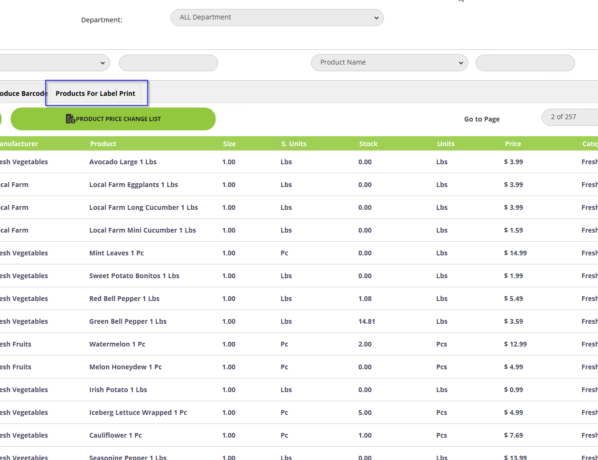 Department:
ALL Department
Product Name
oduce Barcode
Products For Label Print
PRODUCT PRICE CHANGE LIST
Go to Page
2 of 257
anufacturer Product Size S. Units Stock Units Price Cate
esh Vegetables Avocado Large 1 Lbs 1.00 Lbs 0.00 Lbs $ 3.99 Fresh
cal Farm Local Farm Eggplants 1 Lbs 1.00 Lbs 0.00 Lbs $ 3.99 Fresh
cal Farm Local Farm Long Cucumber 1 Lbs 1.00 Lbs 0.00 Lbs $ 3.99 Fresh
cal Farm Local Farm Mini Cucumber 1 Lbs 1.00 Lbs 0.00 Lbs $ 1.59 Fresh
esh Vegetables Mint Leaves 1 Pc 1.00 Pc 0.00 Lbs $ 14.99 Fresh
esh Vegetables Sweet Potato Bonitos 1 Lbs 1.00 Lbs 0.00 Lbs $ 1.99 Fresh
esh Vegetables Red Bell Pepper 1 Lbs 1.00 Lbs 1.08 Lbs $ 5.49 Fresh
esh Vegetables Green Bell Pepper 1 Lbs 1.00 Lbs 14.81 Lbs $ 3.59 Fresh
esh Fruits Watermelon 1 Pc 1.00 Pc 2.00 Pcs $ 12.99 Fresh
esh Fruits Melon Honeydew 1 Pc 1.00 Pc 0.00 Pcs $ 4.99 Fresh
esh Vegetables Irish Potato 1 Lbs 1.00 Lbs 0.00 Lbs $ 0.99 Fresh
esh Vegetables Iceberg Lettuce Wrapped 1 Pc 1.00 Pc 5.00 Pcs $ 4.99 Fresh
esh Vegetables Cauliflower 1 Pc 1.00 Pc 1.00 Pcs $ 7.69 Fresh
esh Vegetables Seasoning Pepper 1 Lbs 1.00 Lbs 0.00 Lbs $ 13.99 Fresh